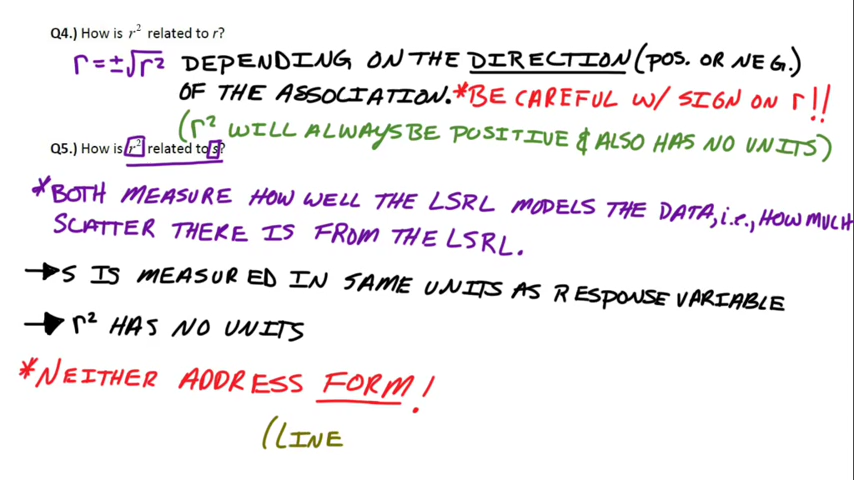 Q4.) How is r² related to r?
r = ±√r² DEPENDING ON THE DIRECTION (POS. OR NEG.)
OF THE ASSOCIATION. *BE CAREFUL W/ SIGN ON r!!
(r² WILL ALWAYS BE POSITIVE & ALSO HAS NO UNITS)
Q5.) How is r² related to s?
*BOTH MEASURE HOW WELL THE LSRL MODELS THE DATA, i.e., HOW MUCH
SCATTER THERE IS FROM THE LSRL.
→ S IS MEASURED IN SAME UNITS AS RESPONSE VARIABLE
→ r² HAS NO UNITS
*NEITHER ADDRESS FORM!
(LINE